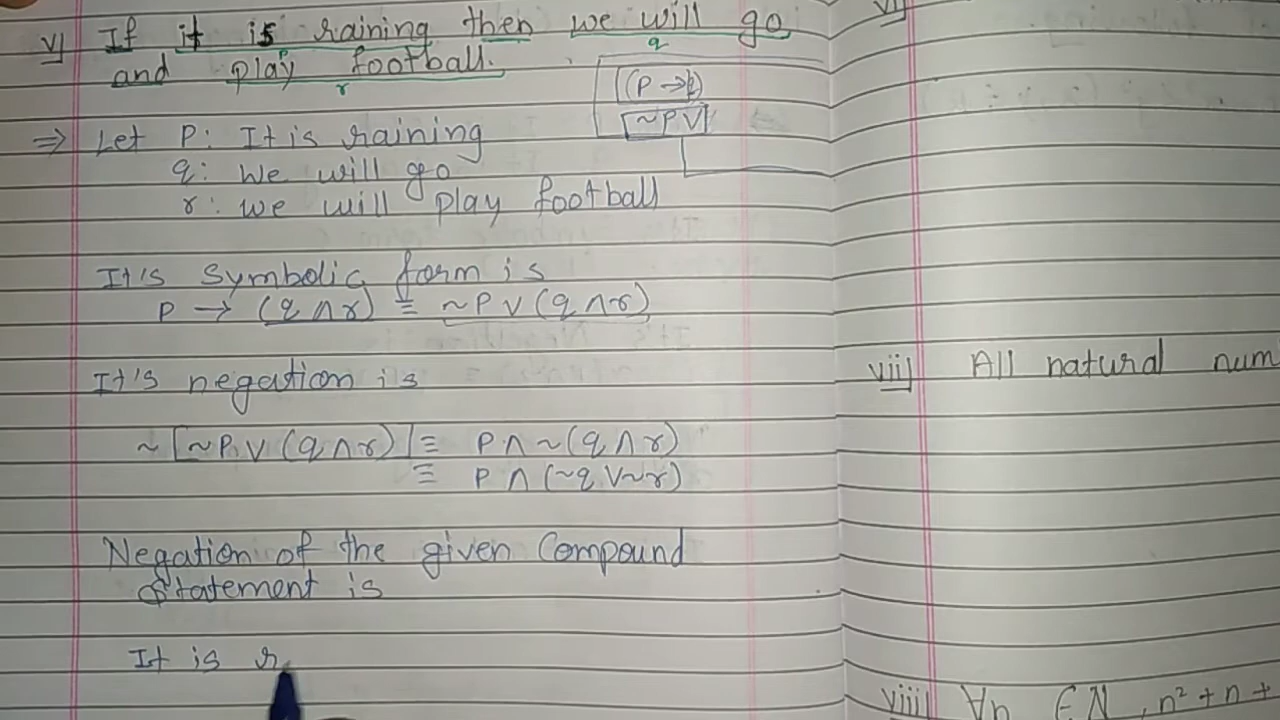 v) If it is raining then we will go
p q
and play football.
r
(P → q)
~P V
⇒ Let P: It is raining
q: We will go
r: we will play football
It's Symbolic form is
P → (q ∧ r) ≡ ~P V (q ∧ r)
It's negation is
~ [~P V (q ∧ r)] ≡ P ∧ ~(q ∧ r)
≡ P ∧ (~q V ~r)
Negation of the given Compound
Statement is
It is r
vi)
vii) All natural num
viii) ∀n ∈ N, n² + n +